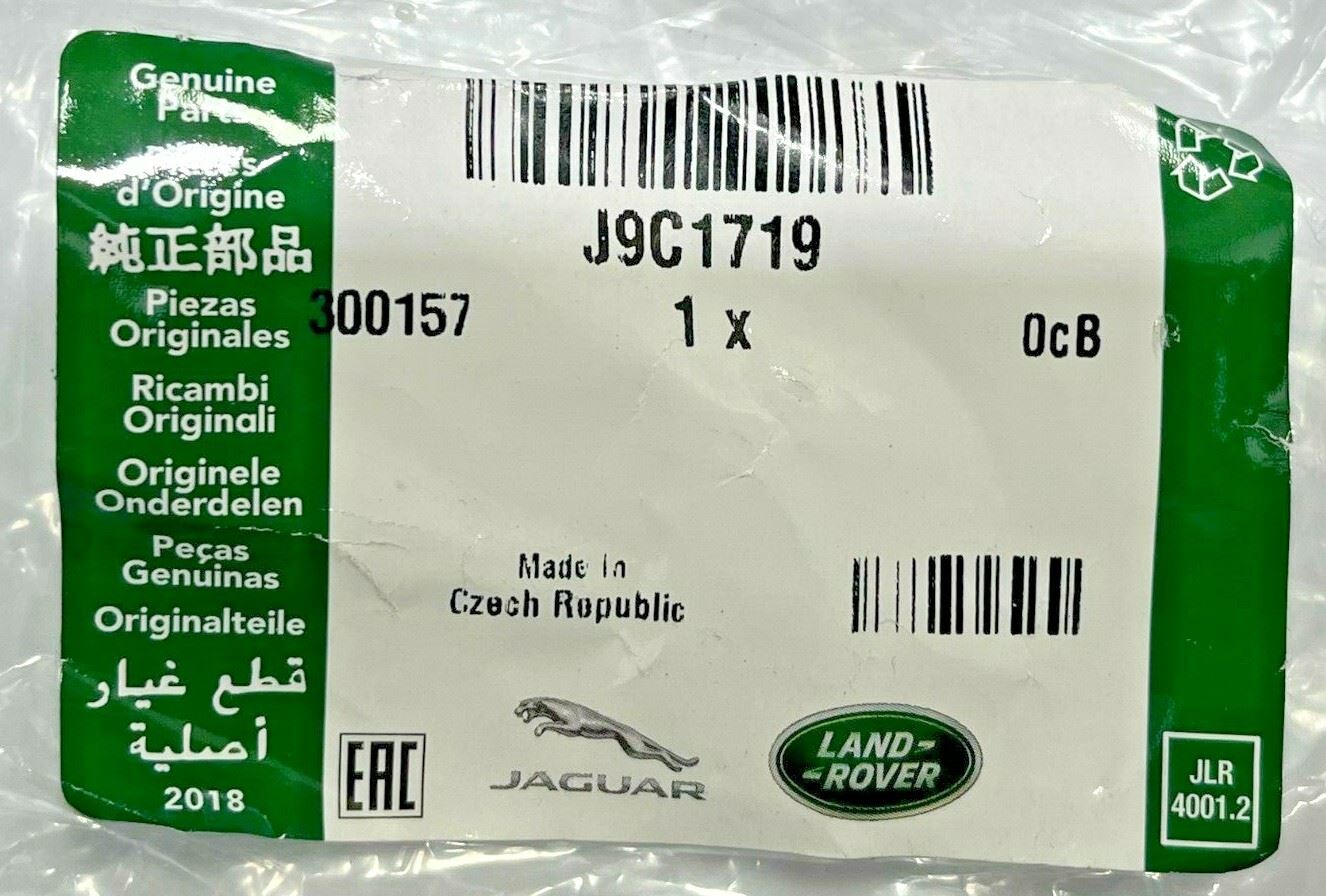 Genuine
Parts
d'Origine
純正部品
Piezas
Originales
Ricambi
Originali
Originele
Onderdelen
Peças
Genuinas
Originalteile
قطع غيار
أصلية
2018
J9C1719
300157 1 x 0cB
Made In
Czech Republic
EAC
JAGUAR
LAND-
-ROVER
JLR
4001.2